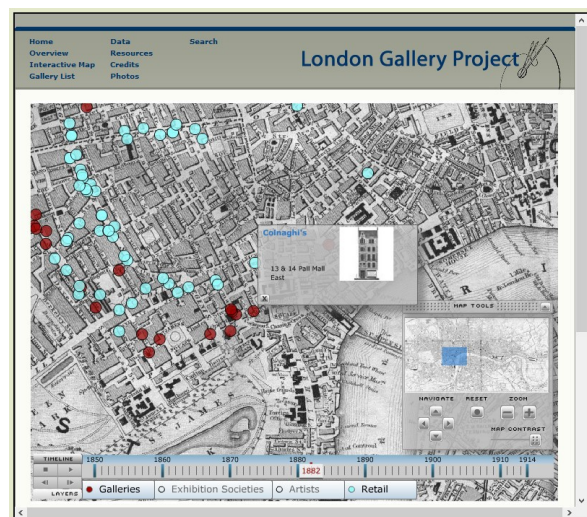 Home
Overview
Interactive Map
Gallery List
Data
Resources
Credits
Photos
Search
London Gallery Project
Colnaghi's
13 & 14 Pall Mall
East
X
MAP TOOLS
NAVIGATE RESET ZOOM
MAP CONTRAST
TIMELINE
1850 1860 1870 1880 1890 1900 1910 1914
1882
LAYERS
Galleries Exhibition Societies Artists Retail